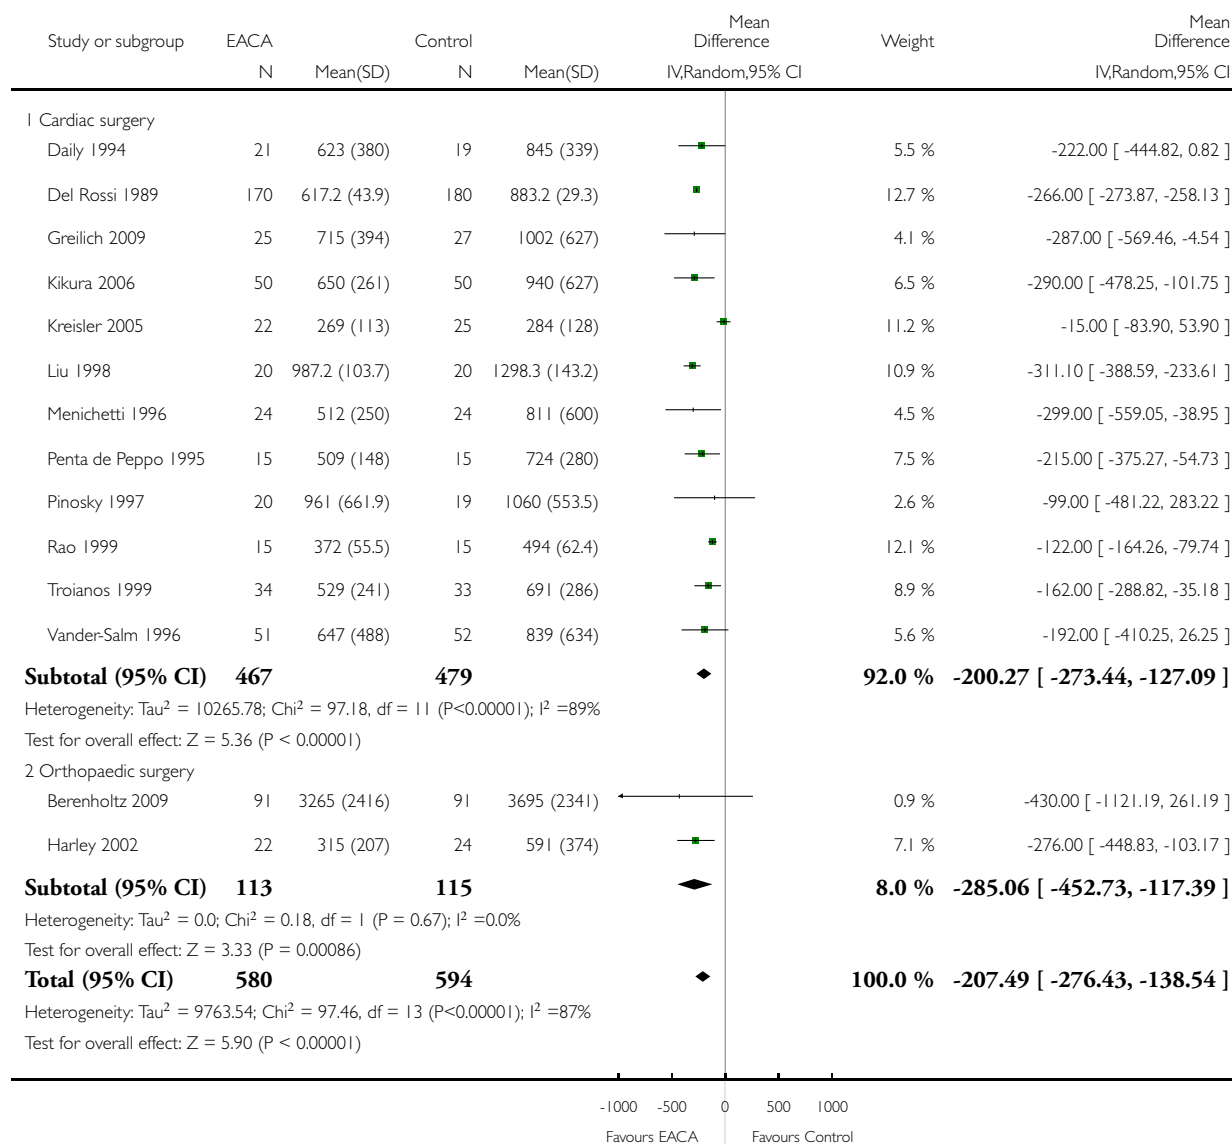 Mean Mean
Study or subgroup EACA Control Difference Weight Difference
N Mean(SD) N Mean(SD) IV,Random,95% CI IV,Random,95% CI
1 Cardiac surgery
Daily 1994 21 623 (380) 19 845 (339) 5.5 % -222.00 [ -444.82, 0.82 ]
Del Rossi 1989 170 617.2 (43.9) 180 883.2 (29.3) 12.7 % -266.00 [ -273.87, -258.13 ]
Greilich 2009 25 715 (394) 27 1002 (627) 4.1 % -287.00 [ -569.46, -4.54 ]
Kikura 2006 50 650 (261) 50 940 (627) 6.5 % -290.00 [ -478.25, -101.75 ]
Kreisler 2005 22 269 (113) 25 284 (128) 11.2 % -15.00 [ -83.90, 53.90 ]
Liu 1998 20 987.2 (103.7) 20 1298.3 (143.2) 10.9 % -311.10 [ -388.59, -233.61 ]
Menichetti 1996 24 512 (250) 24 811 (600) 4.5 % -299.00 [ -559.05, -38.95 ]
Penta de Peppo 1995 15 509 (148) 15 724 (280) 7.5 % -215.00 [ -375.27, -54.73 ]
Pinosky 1997 20 961 (661.9) 19 1060 (553.5) 2.6 % -99.00 [ -481.22, 283.22 ]
Rao 1999 15 372 (55.5) 15 494 (62.4) 12.1 % -122.00 [ -164.26, -79.74 ]
Troianos 1999 34 529 (241) 33 691 (286) 8.9 % -162.00 [ -288.82, -35.18 ]
Vander-Salm 1996 51 647 (488) 52 839 (634) 5.6 % -192.00 [ -410.25, 26.25 ]
Subtotal (95% CI) 467 479 92.0 % -200.27 [ -273.44, -127.09 ]
Heterogeneity: Tau² = 10265.78; Chi² = 97.18, df = 11 (P<0.00001); I² =89%
Test for overall effect: Z = 5.36 (P < 0.00001)
2 Orthopaedic surgery
Berenholtz 2009 91 3265 (2416) 91 3695 (2341) 0.9 % -430.00 [ -1121.19, 261.19 ]
Harley 2002 22 315 (207) 24 591 (374) 7.1 % -276.00 [ -448.83, -103.17 ]
Subtotal (95% CI) 113 115 8.0 % -285.06 [ -452.73, -117.39 ]
Heterogeneity: Tau² = 0.0; Chi² = 0.18, df = 1 (P = 0.67); I² =0.0%
Test for overall effect: Z = 3.33 (P = 0.00086)
Total (95% CI) 580 594 100.0 % -207.49 [ -276.43, -138.54 ]
Heterogeneity: Tau² = 9763.54; Chi² = 97.46, df = 13 (P<0.00001); I² =87%
Test for overall effect: Z = 5.90 (P < 0.00001)
-1000 -500 0 500 1000
Favours EACA Favours Control